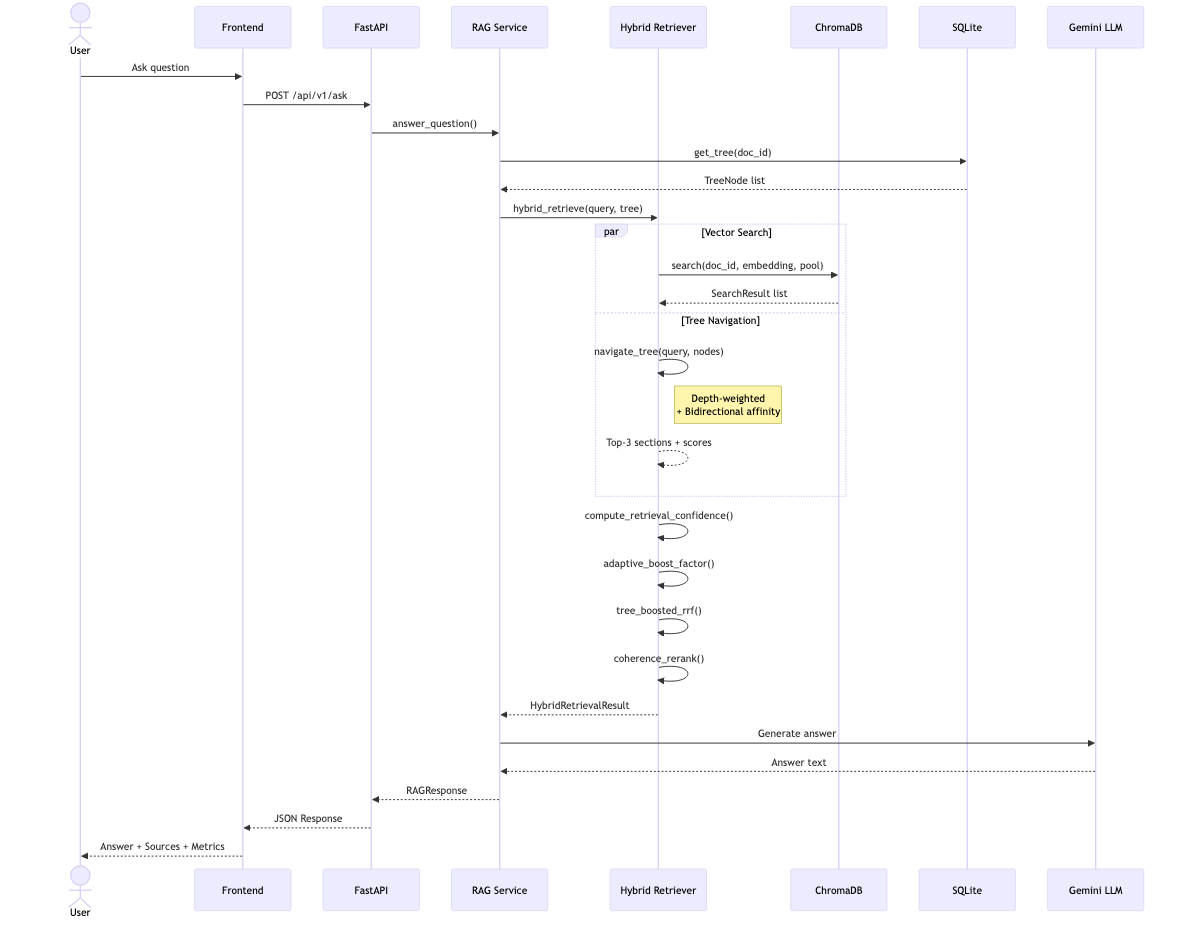 User
Frontend
FastAPI
RAG Service
Hybrid Retriever
ChromaDB
SQLite
Gemini LLM
Ask question
POST /api/v1/ask
answer_question()
get_tree(doc_id)
TreeNode list
hybrid_retrieve(query, tree)
par
[Vector Search]
search(doc_id, embedding, pool)
SearchResult list
[Tree Navigation]
navigate_tree(query, nodes)
Depth-weighted
+ Bidirectional affinity
Top-3 sections + scores
compute_retrieval_confidence()
adaptive_boost_factor()
tree_boosted_rrf()
coherence_rerank()
HybridRetrievalResult
Generate answer
Answer text
RAGResponse
JSON Response
Answer + Sources + Metrics
User
Frontend
FastAPI
RAG Service
Hybrid Retriever
ChromaDB
SQLite
Gemini LLM